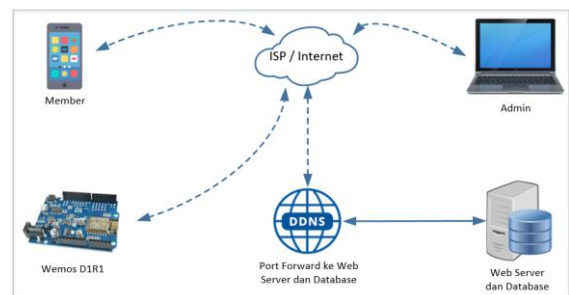 ISP / Internet
Member
Admin
DDNS
Wemos D1R1
Port Forward ke Web
Server dan Database
Web Server
dan Database